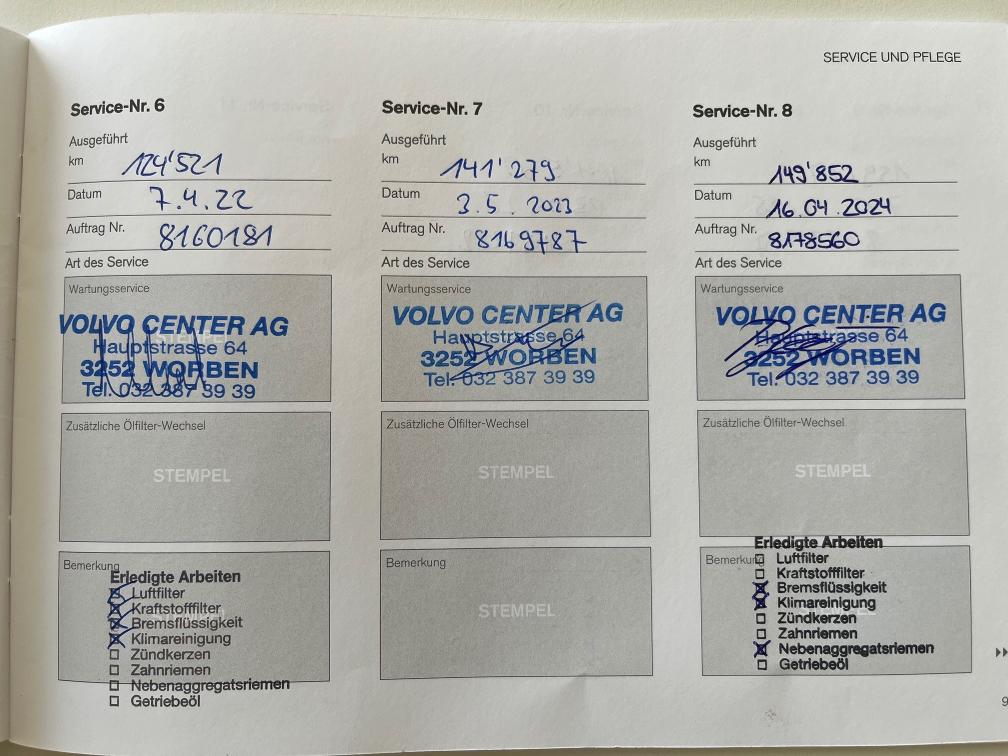 SERVICE UND PFLEGE
Service-Nr. 6
Ausgeführt
km 124'521
Datum 7.4.22
Auftrag Nr. 8160181
Art des Service
Wartungsservice
VOLVO CENTER AG
Hauptstrasse 64
3252 WORBEN
Tel. 032 387 39 39
Zusätzliche Ölfilter-Wechsel
STEMPEL
Bemerkung
Erledigte Arbeiten
Luftfilter
Kraftstofffilter
Bremsflüssigkeit
Klimareinigung
Zündkerzen
Zahnriemen
Nebenaggregatsriemen
Getriebeöl
Service-Nr. 7
Ausgeführt
km 141'279
Datum 3.5.2023
Auftrag Nr. 8169787
Art des Service
Wartungsservice
VOLVO CENTER AG
Hauptstrasse 64
3252 WORBEN
Tel. 032 387 39 39
Zusätzliche Ölfilter-Wechsel
STEMPEL
Bemerkung
STEMPEL
Service-Nr. 8
Ausgeführt
km 149'852
Datum 16.04.2024
Auftrag Nr. 8178560
Art des Service
Wartungsservice
VOLVO CENTER AG
Hauptstrasse 64
3252 WORBEN
Tel. 032 387 39 39
Zusätzliche Ölfilter-Wechsel
STEMPEL
Bemerkung
Erledigte Arbeiten
Luftfilter
Kraftstofffilter
Bremsflüssigkeit
Klimareinigung
Zündkerzen
Zahnriemen
Nebenaggregatsriemen
Getriebeöl
9